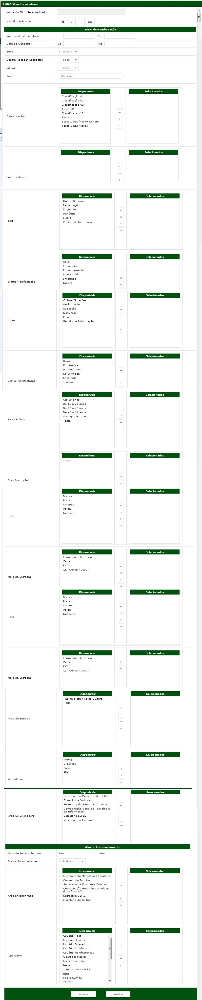 Editar Filtro Personalizado
Nome do Filtro Personalizado:
Método de Busca: E Ou
Filtro de Manifestação
Número da Manifestação: De: Até:
Data de Cadastro: De: Até:
Sexo: - Todos -
Deseja Receber Resposta: - Todos -
Sigilo: - Todos -
País: - Selecione -
Disponíveis Selecionados
Classificação 01
Classificação 02
Classificação 03
Teste 123
Classificacao ID
Classificação:
Teste
Teste Classificacao Renato
Teste Classificacao
Disponíveis Selecionados
Subclassificação:
Disponíveis Selecionados
Outras Situações
Reclamação
Sugestão
Denúncia
Elogio
Tipo:
Pedido de Informação
Disponíveis Selecionados
Nova
Em Análise
Em Andamento
Solucionada
Encerrada
Status Manifestação:
Inativa
Disponíveis Selecionados
Outras Situações
Reclamação
Sugestão
Denúncia
Elogio
Tipo:
Pedido de Informação
Disponíveis Selecionados
Nova
Em Análise
Em Andamento
Solucionada
Encerrada
Status Manifestação:
Inativa
Disponíveis Selecionados
Até 15 anos
De 16 a 25 anos
De 26 a 40 anos
De 41 a 61 anos
Mais que 61 anos
Faixa Etária:
Teste
Disponíveis Selecionados
Teste
Grau Instrução:
Disponíveis Selecionados
Branca
Preta
Amarela
Parda
Indígena
Raça:
Disponíveis Selecionados
Formulário eletrônico
Carta
FAX
Call Center (0800)
Meio de Entrada:
Disponíveis Selecionados
Branca
Preta
Amarela
Parda
Indígena
Raça:
Disponíveis Selecionados
Formulário eletrônico
Carta
FAX
Call Center (0800)
Meio de Entrada:
Disponíveis Selecionados
Página eletrônica da Cultura
E-SIC
Área de Entrada:
Disponíveis Selecionados
Normal
Urgente2
Baixa
Alta
Prioridade:
Disponíveis Selecionados
Ouvidoria do Ministério da Cultura
Consultoria Jurídica
Secretaria de Economia Criativa
Coordenação Geral de Tecnologia
da Informação
Área Solucionadora:
Secretaria SEFIC
Ministério da Cultura
Filtro de Encaminhamento
Data de Encaminhamento: De: Até:
Status Encaminhamento: - Todos -
Disponíveis Selecionados
Ouvidoria do Ministério da Cultura
Consultoria Jurídica
Secretaria de Economia Criativa
Coordenação Geral de Tecnologia
da Informação
Área Encaminhada:
Secretaria SEFIC
Ministério da Cultura
Disponíveis Selecionados
Usuário Root
Usuário Ouvidor
Usuário Operador
Usuário Interlocutor
Usuário Manifestante1
Operador:
Operador Master
Michel Shintaku
teste1
Interlocutor CONJUR
zzzz
Pedro Gomes
TESTE
Salvar Fechar